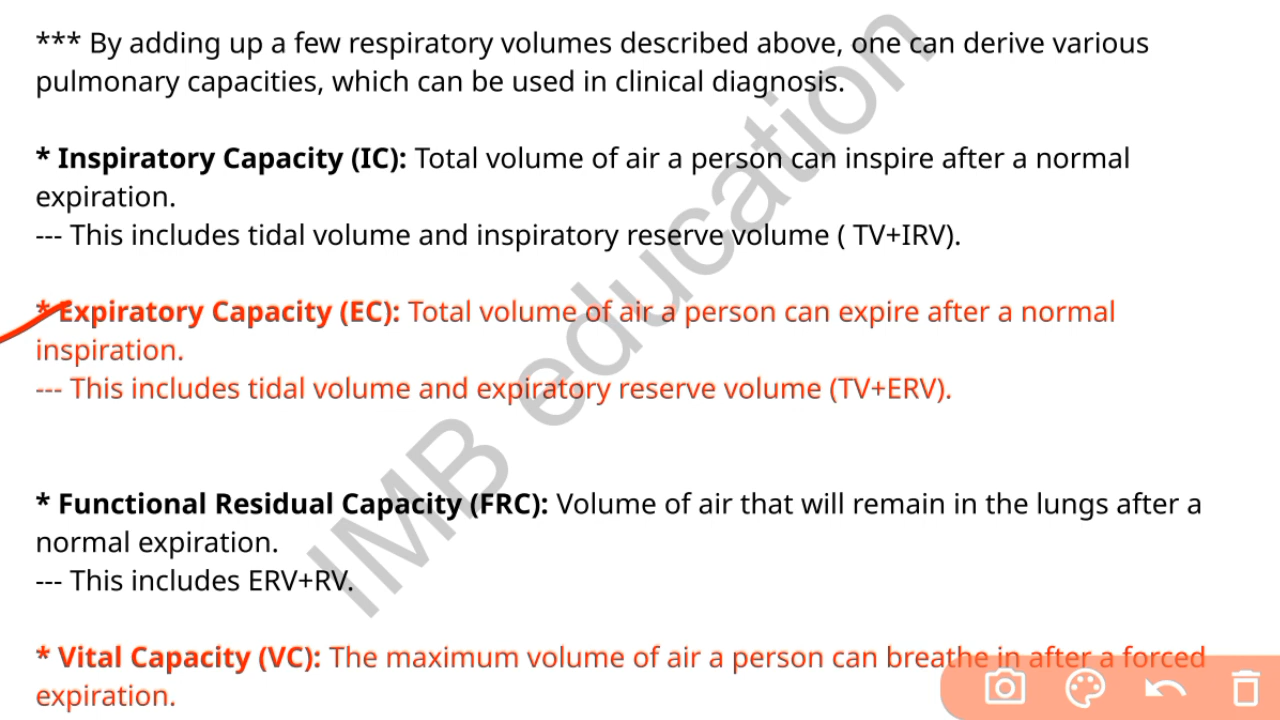 *** By adding up a few respiratory volumes described above, one can derive various
pulmonary capacities, which can be used in clinical diagnosis.
* Inspiratory Capacity (IC): Total volume of air a person can inspire after a normal
expiration.
--- This includes tidal volume and inspiratory reserve volume ( TV+IRV).
* Expiratory Capacity (EC): Total volume of air a person can expire after a normal
inspiration.
--- This includes tidal volume and expiratory reserve volume (TV+ERV).
* Functional Residual Capacity (FRC): Volume of air that will remain in the lungs after a
normal expiration.
--- This includes ERV+RV.
* Vital Capacity (VC): The maximum volume of air a person can breathe in after a forced
expiration.
IMB education